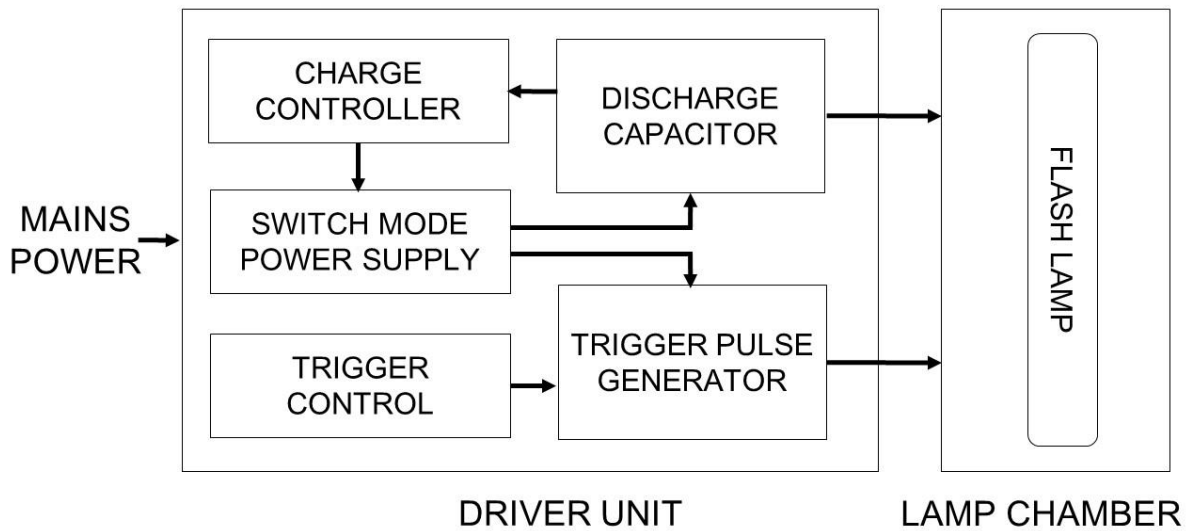 CHARGE
CONTROLLER
DISCHARGE
CAPACITOR
MAINS
POWER
SWITCH MODE
POWER SUPPLY
TRIGGER
CONTROL
TRIGGER PULSE
GENERATOR
FLASH LAMP
DRIVER UNIT
LAMP CHAMBER